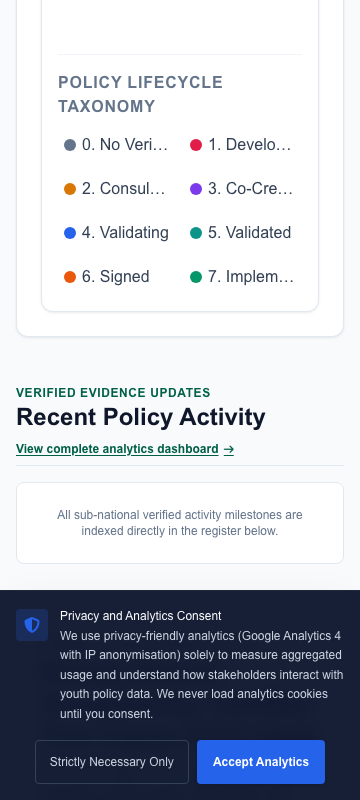 POLICY LIFECYCLE
TAXONOMY
0. No Veri...
1. Develo...
2. Consul...
3. Co-Cre...
4. Validating
5. Validated
6. Signed
7. Implem...
VERIFIED EVIDENCE UPDATES
Recent Policy Activity
View complete analytics dashboard →
All sub-national verified activity milestones are
indexed directly in the register below.
Privacy and Analytics Consent
We use privacy-friendly analytics (Google Analytics 4
with IP anonymisation) solely to measure aggregated
usage and understand how stakeholders interact with
youth policy data. We never load analytics cookies
until you consent.
Strictly Necessary Only
Accept Analytics